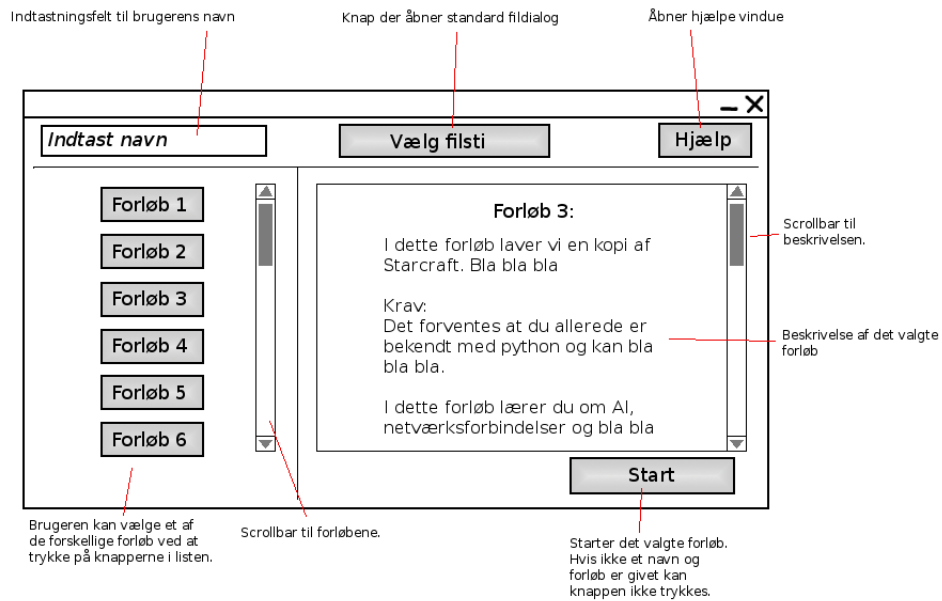 Indtastningsfelt til brugerens navn
Knap der åbner standard fildialog
Åbner hjælpe vindue
Indtast navn
Vælg filsti
Hjælp
Forløb 1
Forløb 2
Forløb 3
Forløb 4
Forløb 5
Forløb 6
Forløb 3:
I dette forløb laver vi en kopi af
Starcraft. Bla bla bla
Krav:
Det forventes at du allerede er
bekendt med python og kan bla
bla bla.
I dette forløb lærer du om AI,
netværksforbindelser og bla bla
Scrollbar til
beskrivelsen.
Beskrivelse af det valgte
forløb
Start
Brugeren kan vælge et af
de forskellige forløb ved at
trykke på knapperne i listen.
Scrollbar til forløbene.
Starter det valgte forløb.
Hvis ikke et navn og
forløb er givet kan
knappen ikke trykkes.